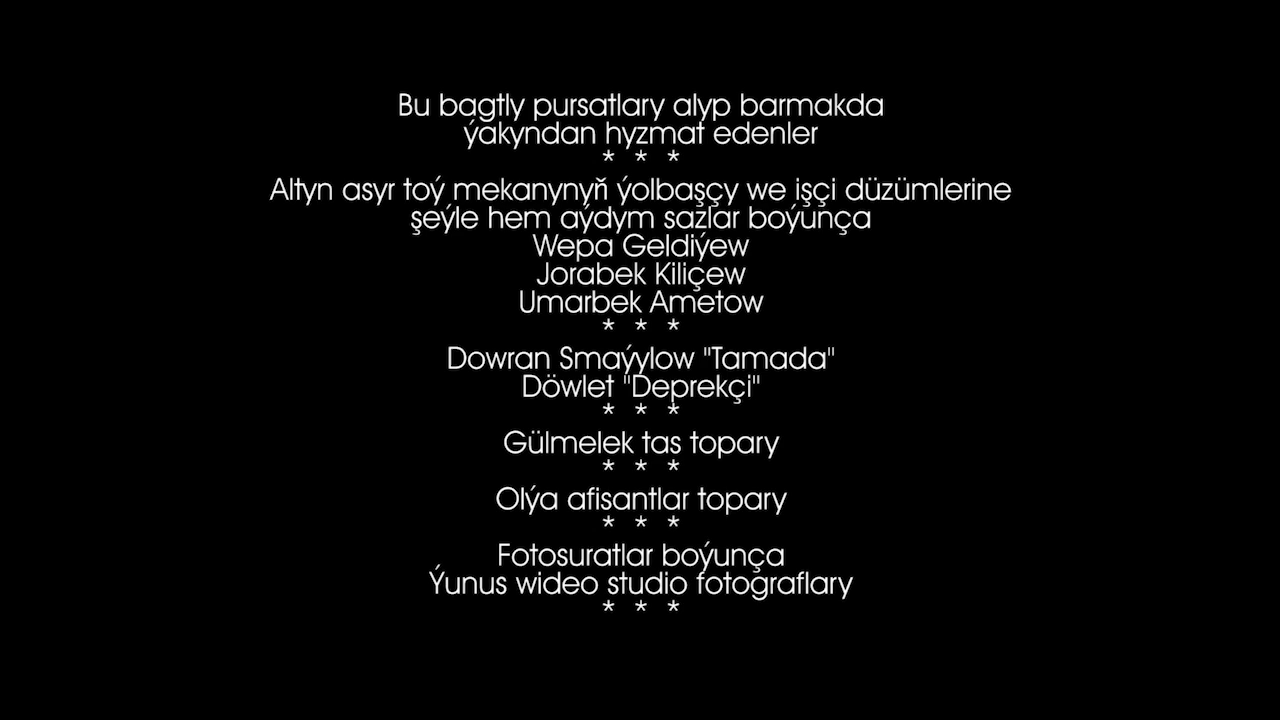 Bu bagtly pursatlary alyp barmakda
ýakyndan hyzmat edenler
* * *
Altyn asyr toý mekanynyň ýolbaşçy we işçi düzümlerine
şeýle hem aýdym sazlar boýunça
Wepa Geldiýew
Jorabek Kiliçew
Umarbek Ametow
* * *
Dowran Smaýylow "Tamada"
Döwlet "Deprekçi"
* * *
Gülmelek tas topary
* * *
Olýa afisantlar topary
* * *
Fotosuratlar boýunça
Ýunus wideo studio fotograflary
* * *